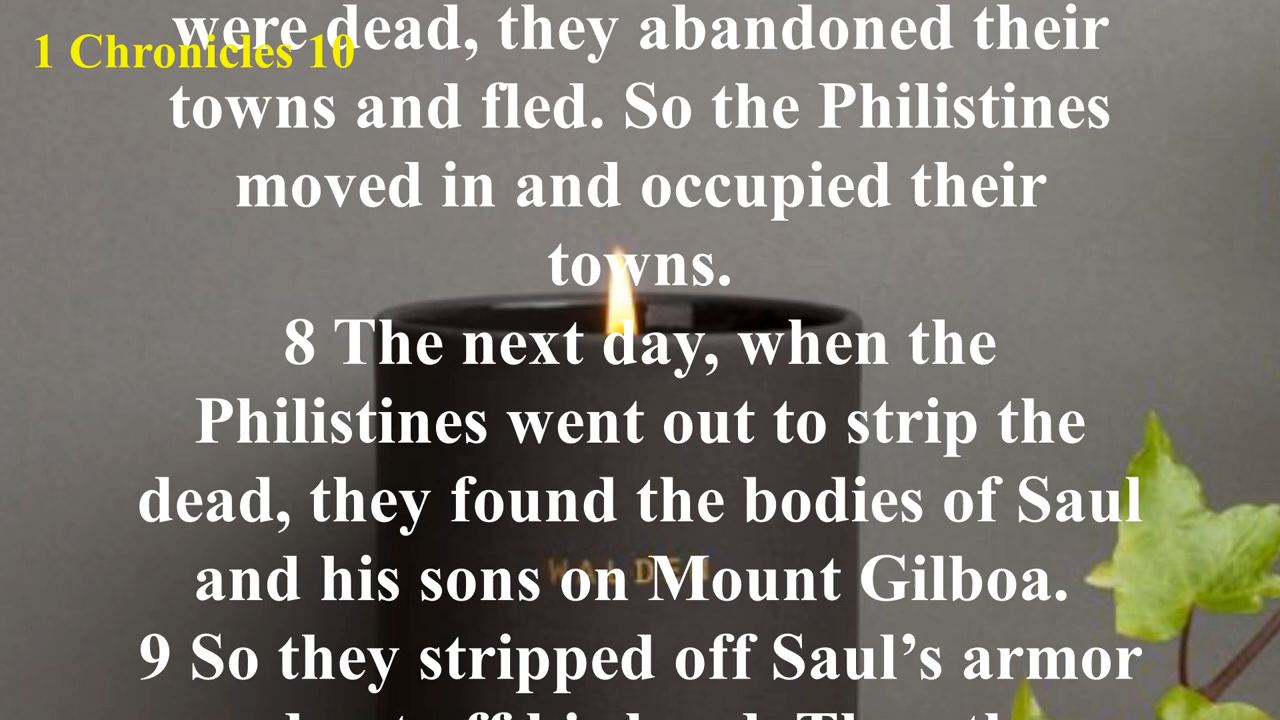 were dead, they abandoned their
1 Chronicles 10
towns and fled. So the Philistines
moved in and occupied their
towns.
8 The next day, when the
Philistines went out to strip the
dead, they found the bodies of Saul
and his sons on Mount Gilboa.
WALDEN
9 So they stripped off Saul’s armor